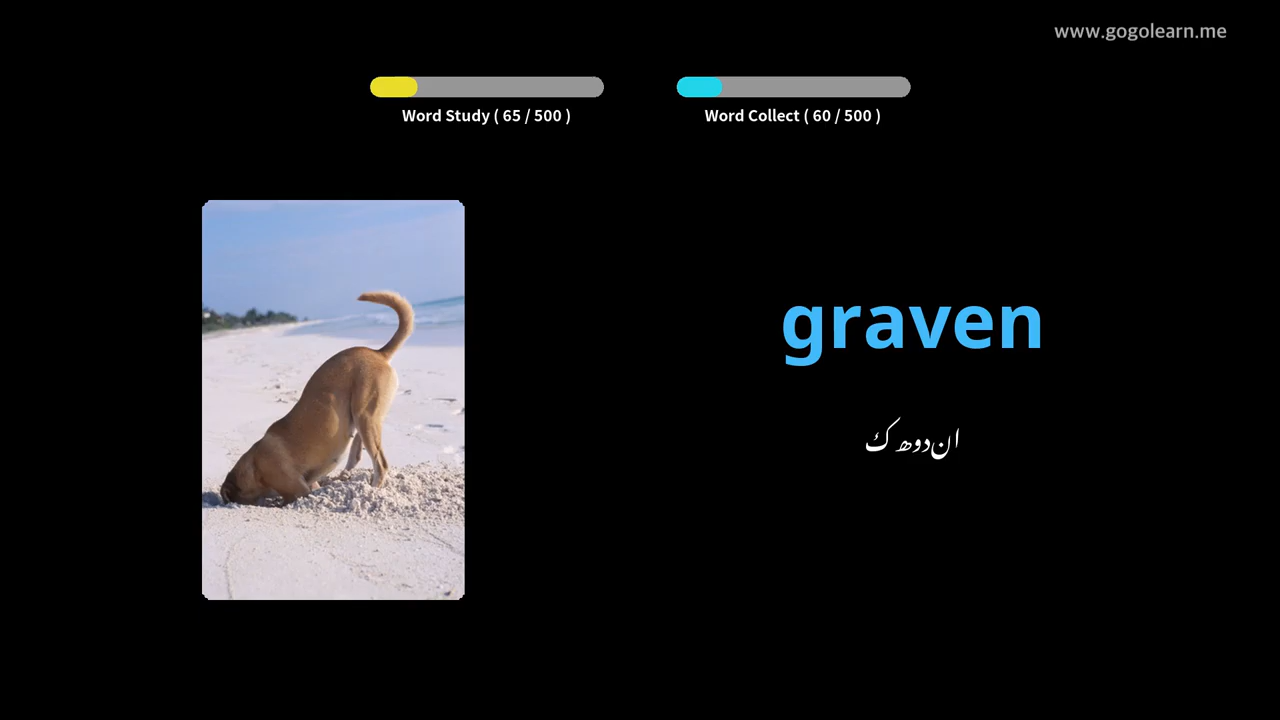 www.gogolearn.me
Word Study ( 65 / 500 )
Word Collect ( 60 / 500 )
graven
ان‌دوھ ک